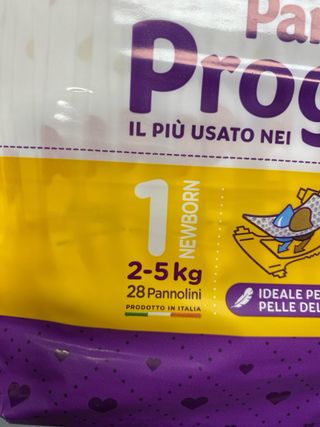 Pa
Prog
IL PIÙ USATO NEI
1
NEWBORN
2-5 kg
28 Pannolini
PRODOTTO IN ITALIA
IDEALE PE
PELLE DEL